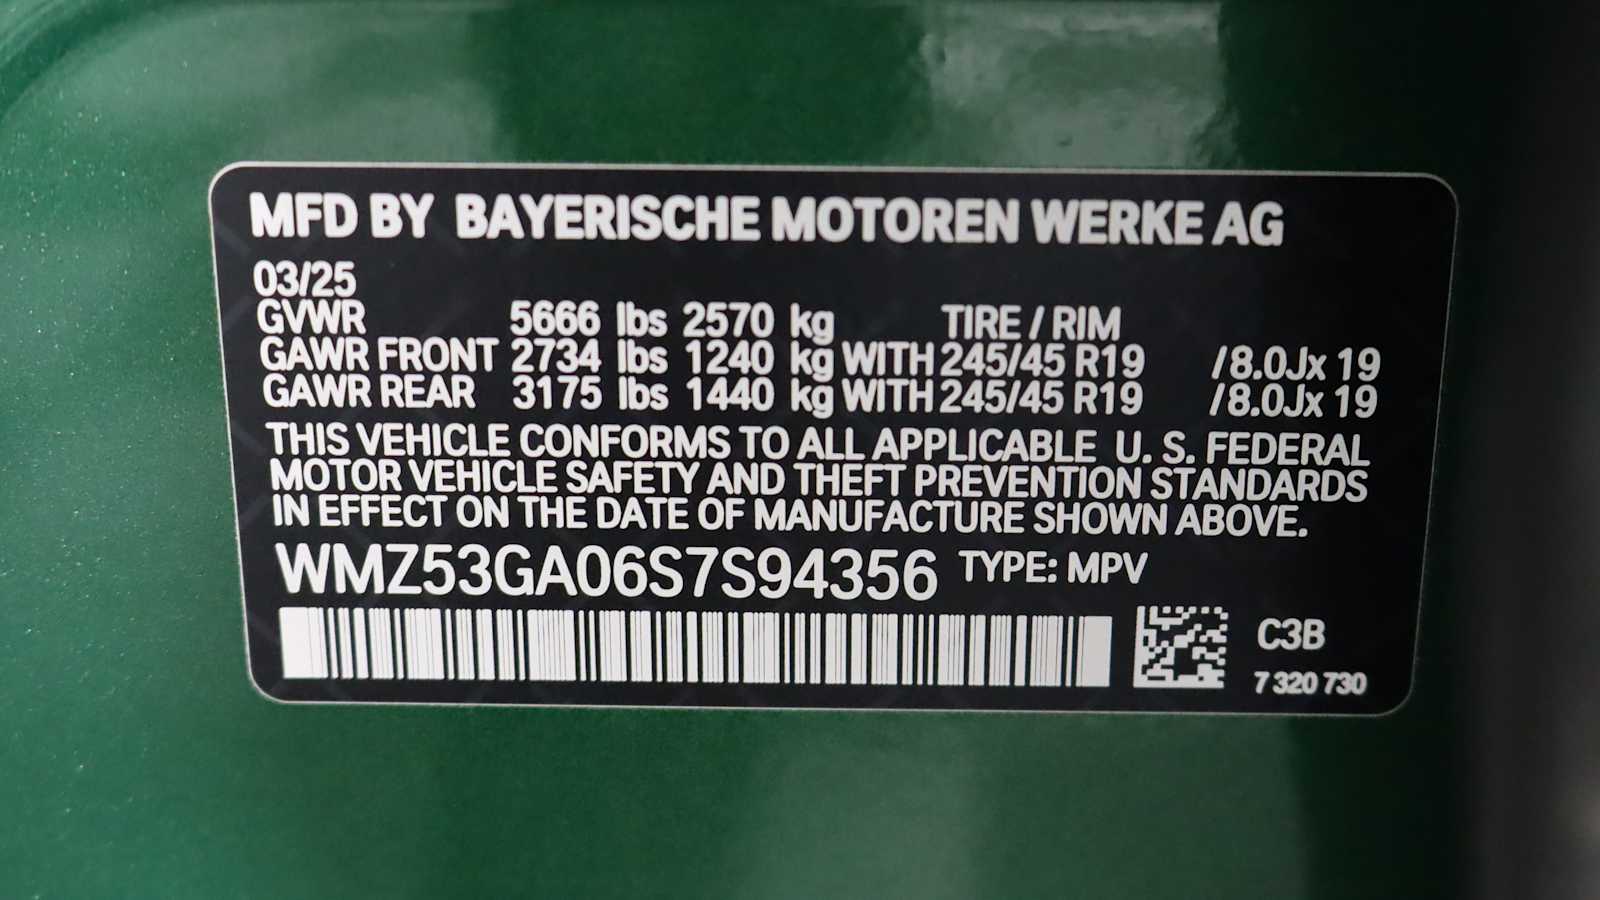 MFD BY BAYERISCHE MOTOREN WERKE AG
03/25
GVWR 5666 lbs 2570 kg TIRE / RIM
GAWR FRONT 2734 lbs 1240 kg WITH 245/45 R19 /8.0Jx 19
GAWR REAR 3175 lbs 1440 kg WITH 245/45 R19 /8.0Jx 19
THIS VEHICLE CONFORMS TO ALL APPLICABLE U. S. FEDERAL
MOTOR VEHICLE SAFETY AND THEFT PREVENTION STANDARDS
IN EFFECT ON THE DATE OF MANUFACTURE SHOWN ABOVE.
WMZ53GA06S7S94356 TYPE: MPV
C3B
7 320 730